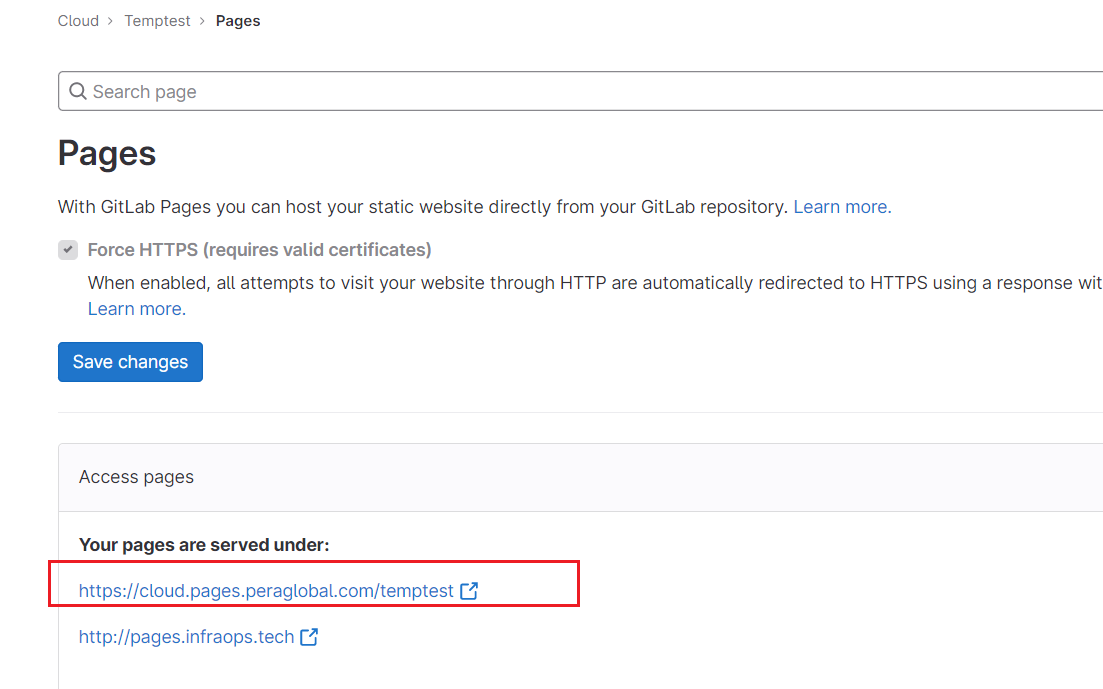 Cloud > Temptest > Pages
Search page
Pages
With GitLab Pages you can host your static website directly from your GitLab repository. Learn more.
Force HTTPS (requires valid certificates)
When enabled, all attempts to visit your website through HTTP are automatically redirected to HTTPS using a response wit
Learn more.
Save changes
Access pages
Your pages are served under:
https://cloud.pages.peraglobal.com/temptest
http://pages.infraops.tech